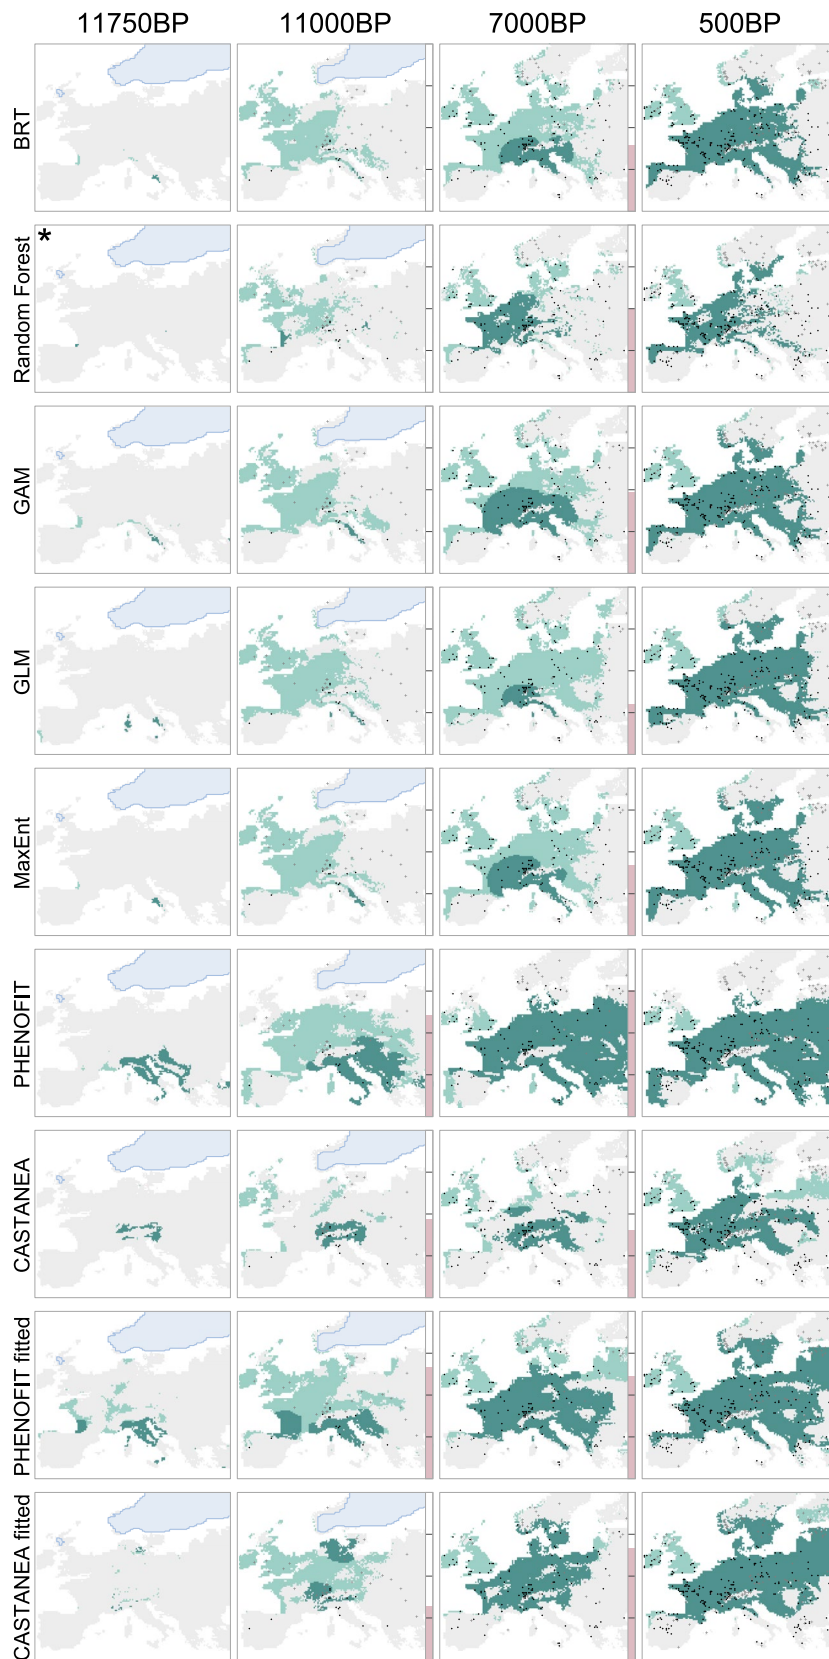 11750BP 11000BP 7000BP 500BP
BRT
Random Forest
*
GAM
GLM
MaxEnt
PHENOFIT
CASTANEA
PHENOFIT fitted
CASTANEA fitted